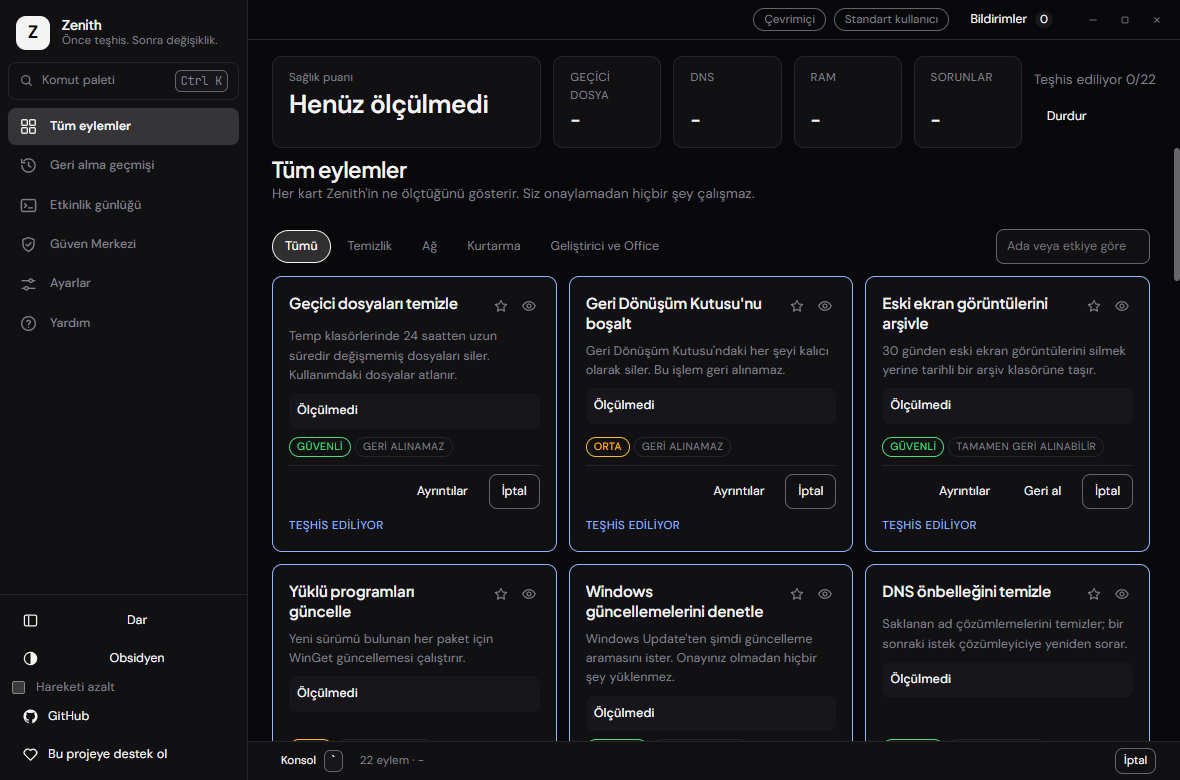 Z
Zenith
Önce teşhis. Sonra değişiklik.
Çevrimiçi
Standart kullanıcı
Bildirimler 0
Komut paleti
Ctrl K
Tüm eylemler
Geri alma geçmişi
Etkinlik günlüğü
Güven Merkezi
Ayarlar
Yardım
Dar
Obsidyen
Hareketi azalt
GitHub
Bu projeye destek ol
Sağlık puanı
Henüz ölçülmedi
GEÇİCİ
DOSYA
–
DNS
–
RAM
–
SORUNLAR
–
Teşhis ediliyor 0/22
Durdur
Tüm eylemler
Her kart Zenith'in ne ölçtüğünü gösterir. Siz onaylamadan hiçbir şey çalışmaz.
Tümü
Temizlik
Ağ
Kurtarma
Geliştirici ve Office
Ada veya etkiye göre
Geçici dosyaları temizle
Temp klasörlerinde 24 saatten uzun
süredir değişmemiş dosyaları siler.
Kullanımdaki dosyalar atlanır.
Ölçülmedi
GÜVENLİ
GERİ ALINAMAZ
Ayrıntılar
İptal
TEŞHİS EDİLİYOR
Geri Dönüşüm Kutusu'nu
boşalt
Geri Dönüşüm Kutusu'ndaki her şeyi kalıcı
olarak siler. Bu işlem geri alınamaz.
Ölçülmedi
ORTA
GERİ ALINAMAZ
Ayrıntılar
İptal
TEŞHİS EDİLİYOR
Eski ekran görüntülerini
arşivle
30 günden eski ekran görüntülerini silmek
yerine tarihli bir arşiv klasörüne taşır.
Ölçülmedi
GÜVENLİ
TAMAMEN GERİ ALINABİLİR
Ayrıntılar
Geri al
İptal
TEŞHİS EDİLİYOR
Yüklü programları
güncelle
Yeni sürümü bulunan her paket için
WinGet güncellemesi çalıştırır.
Ölçülmedi
Windows
güncellemelerini denetle
Windows Update'ten şimdi güncelleme
aramasını ister. Onayınız olmadan hiçbir
şey yüklenmez.
Ölçülmedi
DNS önbelleğini temizle
Saklanan ad çözümlemelerini temizler; bir
sonraki istek çözümleyiciye yeniden sorar.
Ölçülmedi
Konsol `
22 eylem · –
İptal